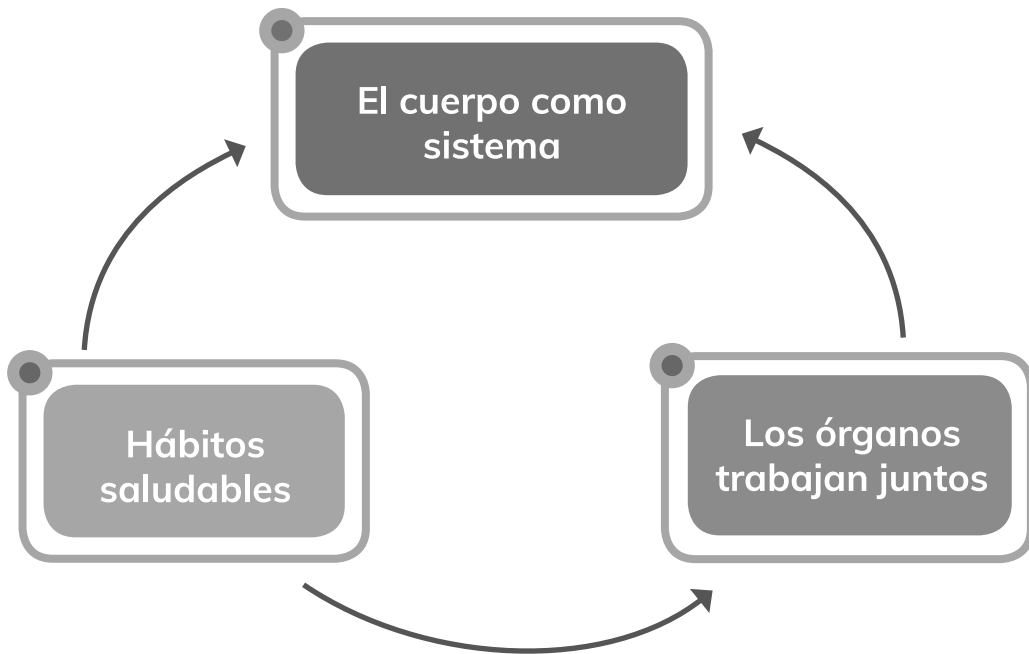 El cuerpo como
sistema
Hábitos
saludables
Los órganos
trabajan juntos